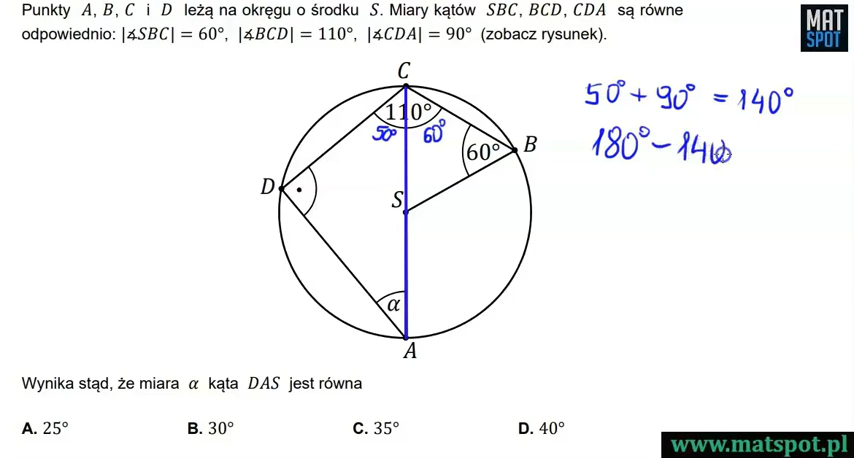 Punkty A, B, C i D leżą na okręgu o środku S. Miary kątów SBC, BCD, CDA są równe
odpowiednio: |∡SBC| = 60°, |∡BCD| = 110°, |∡CDA| = 90° (zobacz rysunek).
MAT
SPOT
C
110°
50° 60°
50° + 90° = 140°
180° − 140
60° B
D
S
α
A
Wynika stąd, że miara α kąta DAS jest równa
A. 25° B. 30° C. 35° D. 40°
www.matspot.pl